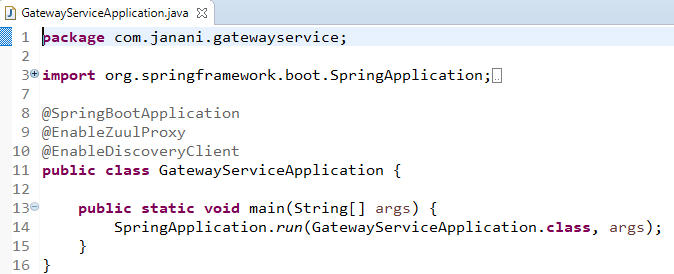 GatewayServiceApplication.java
1 package com.janani.gatewayservice;
2
3 import org.springframework.boot.SpringApplication;
7
8 @SpringBootApplication
9 @EnableZuulProxy
10 @EnableDiscoveryClient
11 public class GatewayServiceApplication {
12
13 public static void main(String[] args) {
14 SpringApplication.run(GatewayServiceApplication.class, args);
15 }
16 }